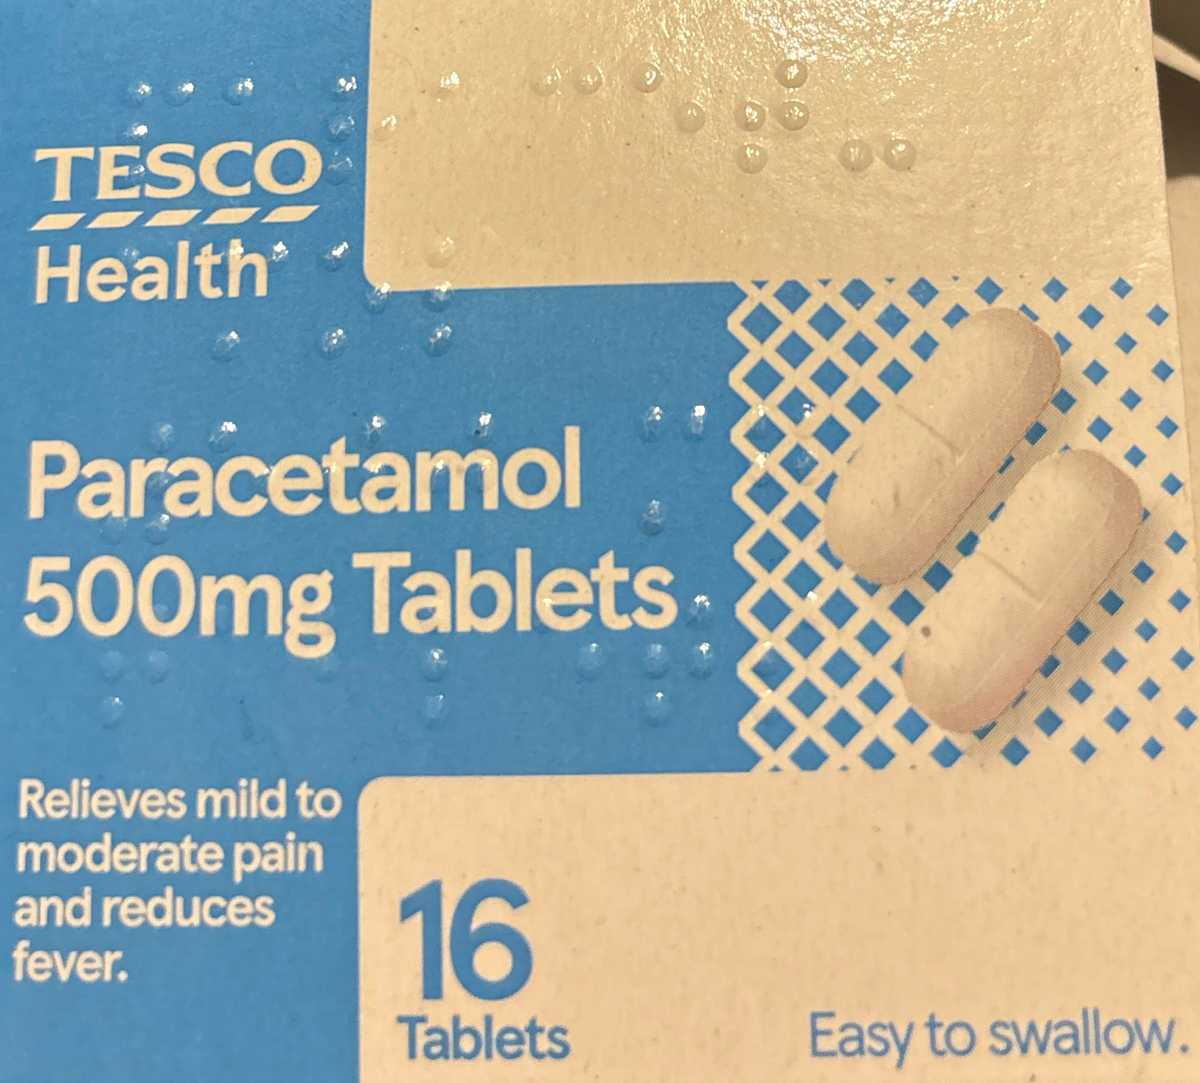 TESCO
Health
Paracetamol
500mg Tablets
Relieves mild to
moderate pain
and reduces
fever.
16
Tablets
Easy to swallow.